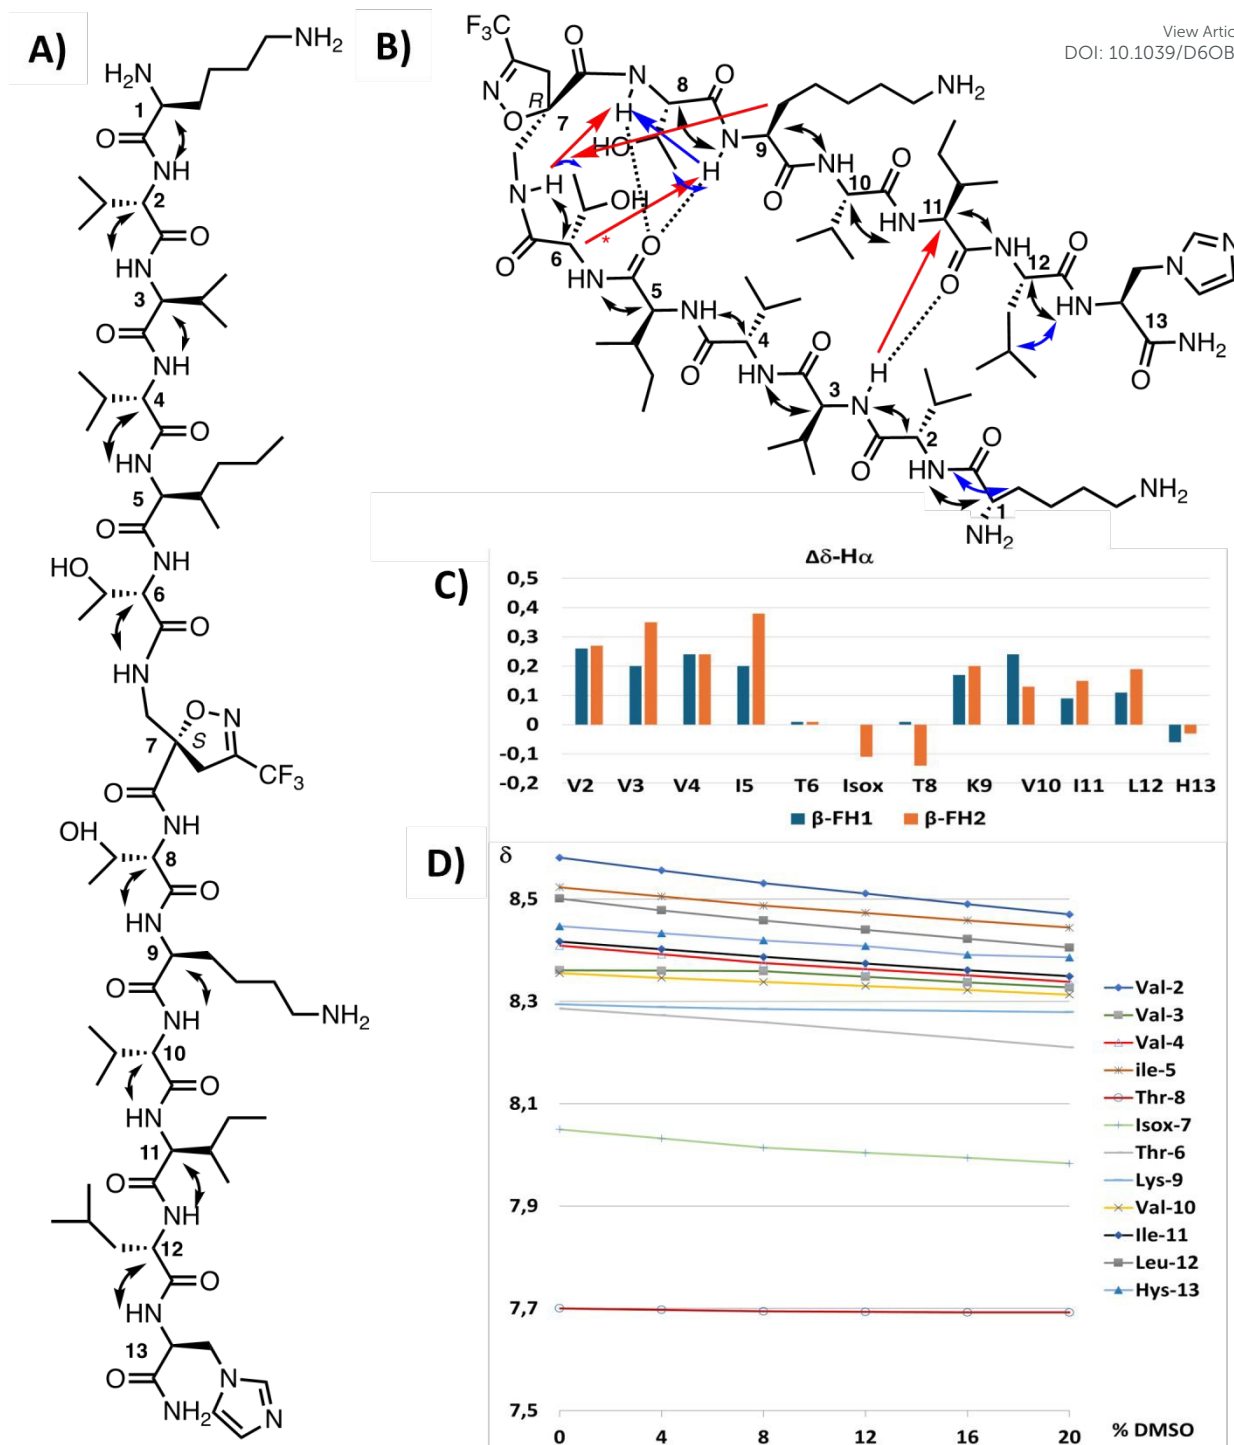 A)
NH2
H2N
1
O
NH
2
O
HN
3
O
NH
4
O
HN
5
O
NH
HO
6
O
HN
O
N
7
S
CF3
O
NH
OH
8
O
HN
9
O
NH
NH2
10
O
HN
11
O
NH
12
O
HN
13
O
NH2
N
N
View Artic
DOI: 10.1039/D6OB
B)
F3C
O
N
8
O
NH2
N
R
H
O
7
HO
N
9
H
O
NH
N
H
10
O
11
OH
*
HN
O
NH
O
6
NH
O
5
NH
4
O
O
12
O
NH
N
N
13
O
NH2
HN
O
3
H
N
O
2
NH
O
1
NH2
NH2
C)
Δδ-Hα
0,5
0,4
0,3
0,2
0,1
0
-0,1
-0,2
V2 V3 V4 I5 T6 Isox T8 K9 V10 I11 L12 H13
β-FH1 β-FH2
D)
δ
8,5
8,3
8,1
7,9
7,7
7,5
0 4 8 12 16 20
% DMSO
Val-2
Val-3
Val-4
ile-5
Thr-8
Isox-7
Thr-6
Lys-9
Val-10
Ile-11
Leu-12
Hys-13